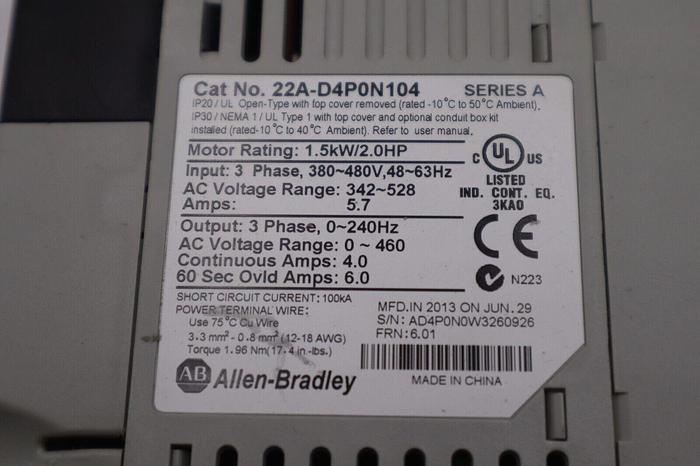 Cat No. 22A-D4P0N104 SERIES A
IP20 / UL Open-Type with top cover removed (rated -10°C to 50°C Ambient).
IP30 / NEMA 1 / UL Type 1 with top cover and optional conduit box kit
installed (rated-10°C to 40°C Ambient). Refer to user manual.
Motor Rating: 1.5kW/2.0HP
Input: 3 Phase, 380~480V,48~63Hz
AC Voltage Range: 342~528
Amps: 5.7
Output: 3 Phase, 0~240Hz
AC Voltage Range: 0 ~ 460
Continuous Amps: 4.0
60 Sec Ovld Amps: 6.0
C UL US
LISTED
IND. CONT. EQ.
3KA0
CE
N223
SHORT CIRCUIT CURRENT: 100kA
POWER TERMINAL WIRE:
Use 75°C Cu Wire
3.3 mm² - 0.8 mm² (12-18 AWG)
Torque 1.96 Nm(17.4 in-lbs.)
MFD.IN 2013 ON JUN. 29
S/N: AD4P0N0W3260926
FRN: 6.01
AB Allen-Bradley
MADE IN CHINA